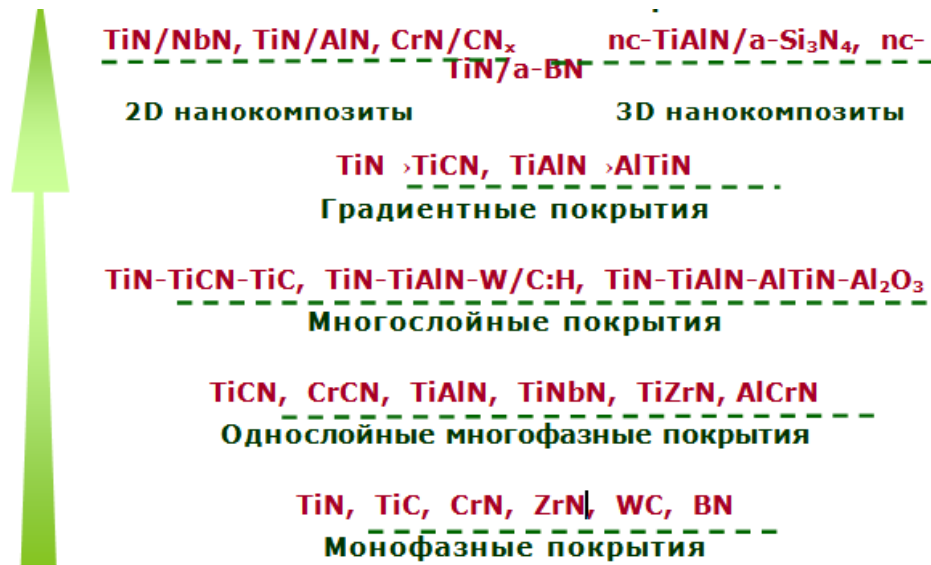 TiN/NbN, TiN/AlN, CrN/CNₓ nc-TiAlN/a-Si₃N₄, nc-
TiN/a-BN
2D нанокомпозиты 3D нанокомпозиты
TiN ›TiCN, TiAlN ›AlTiN
Градиентные покрытия
TiN-TiCN-TiC, TiN-TiAlN-W/C:H, TiN-TiAlN-AlTiN-Al₂O₃
Многослойные покрытия
TiCN, CrCN, TiAlN, TiNbN, TiZrN, AlCrN
Однослойные многофазные покрытия
TiN, TiC, CrN, ZrN, WC, BN
Монофазные покрытия